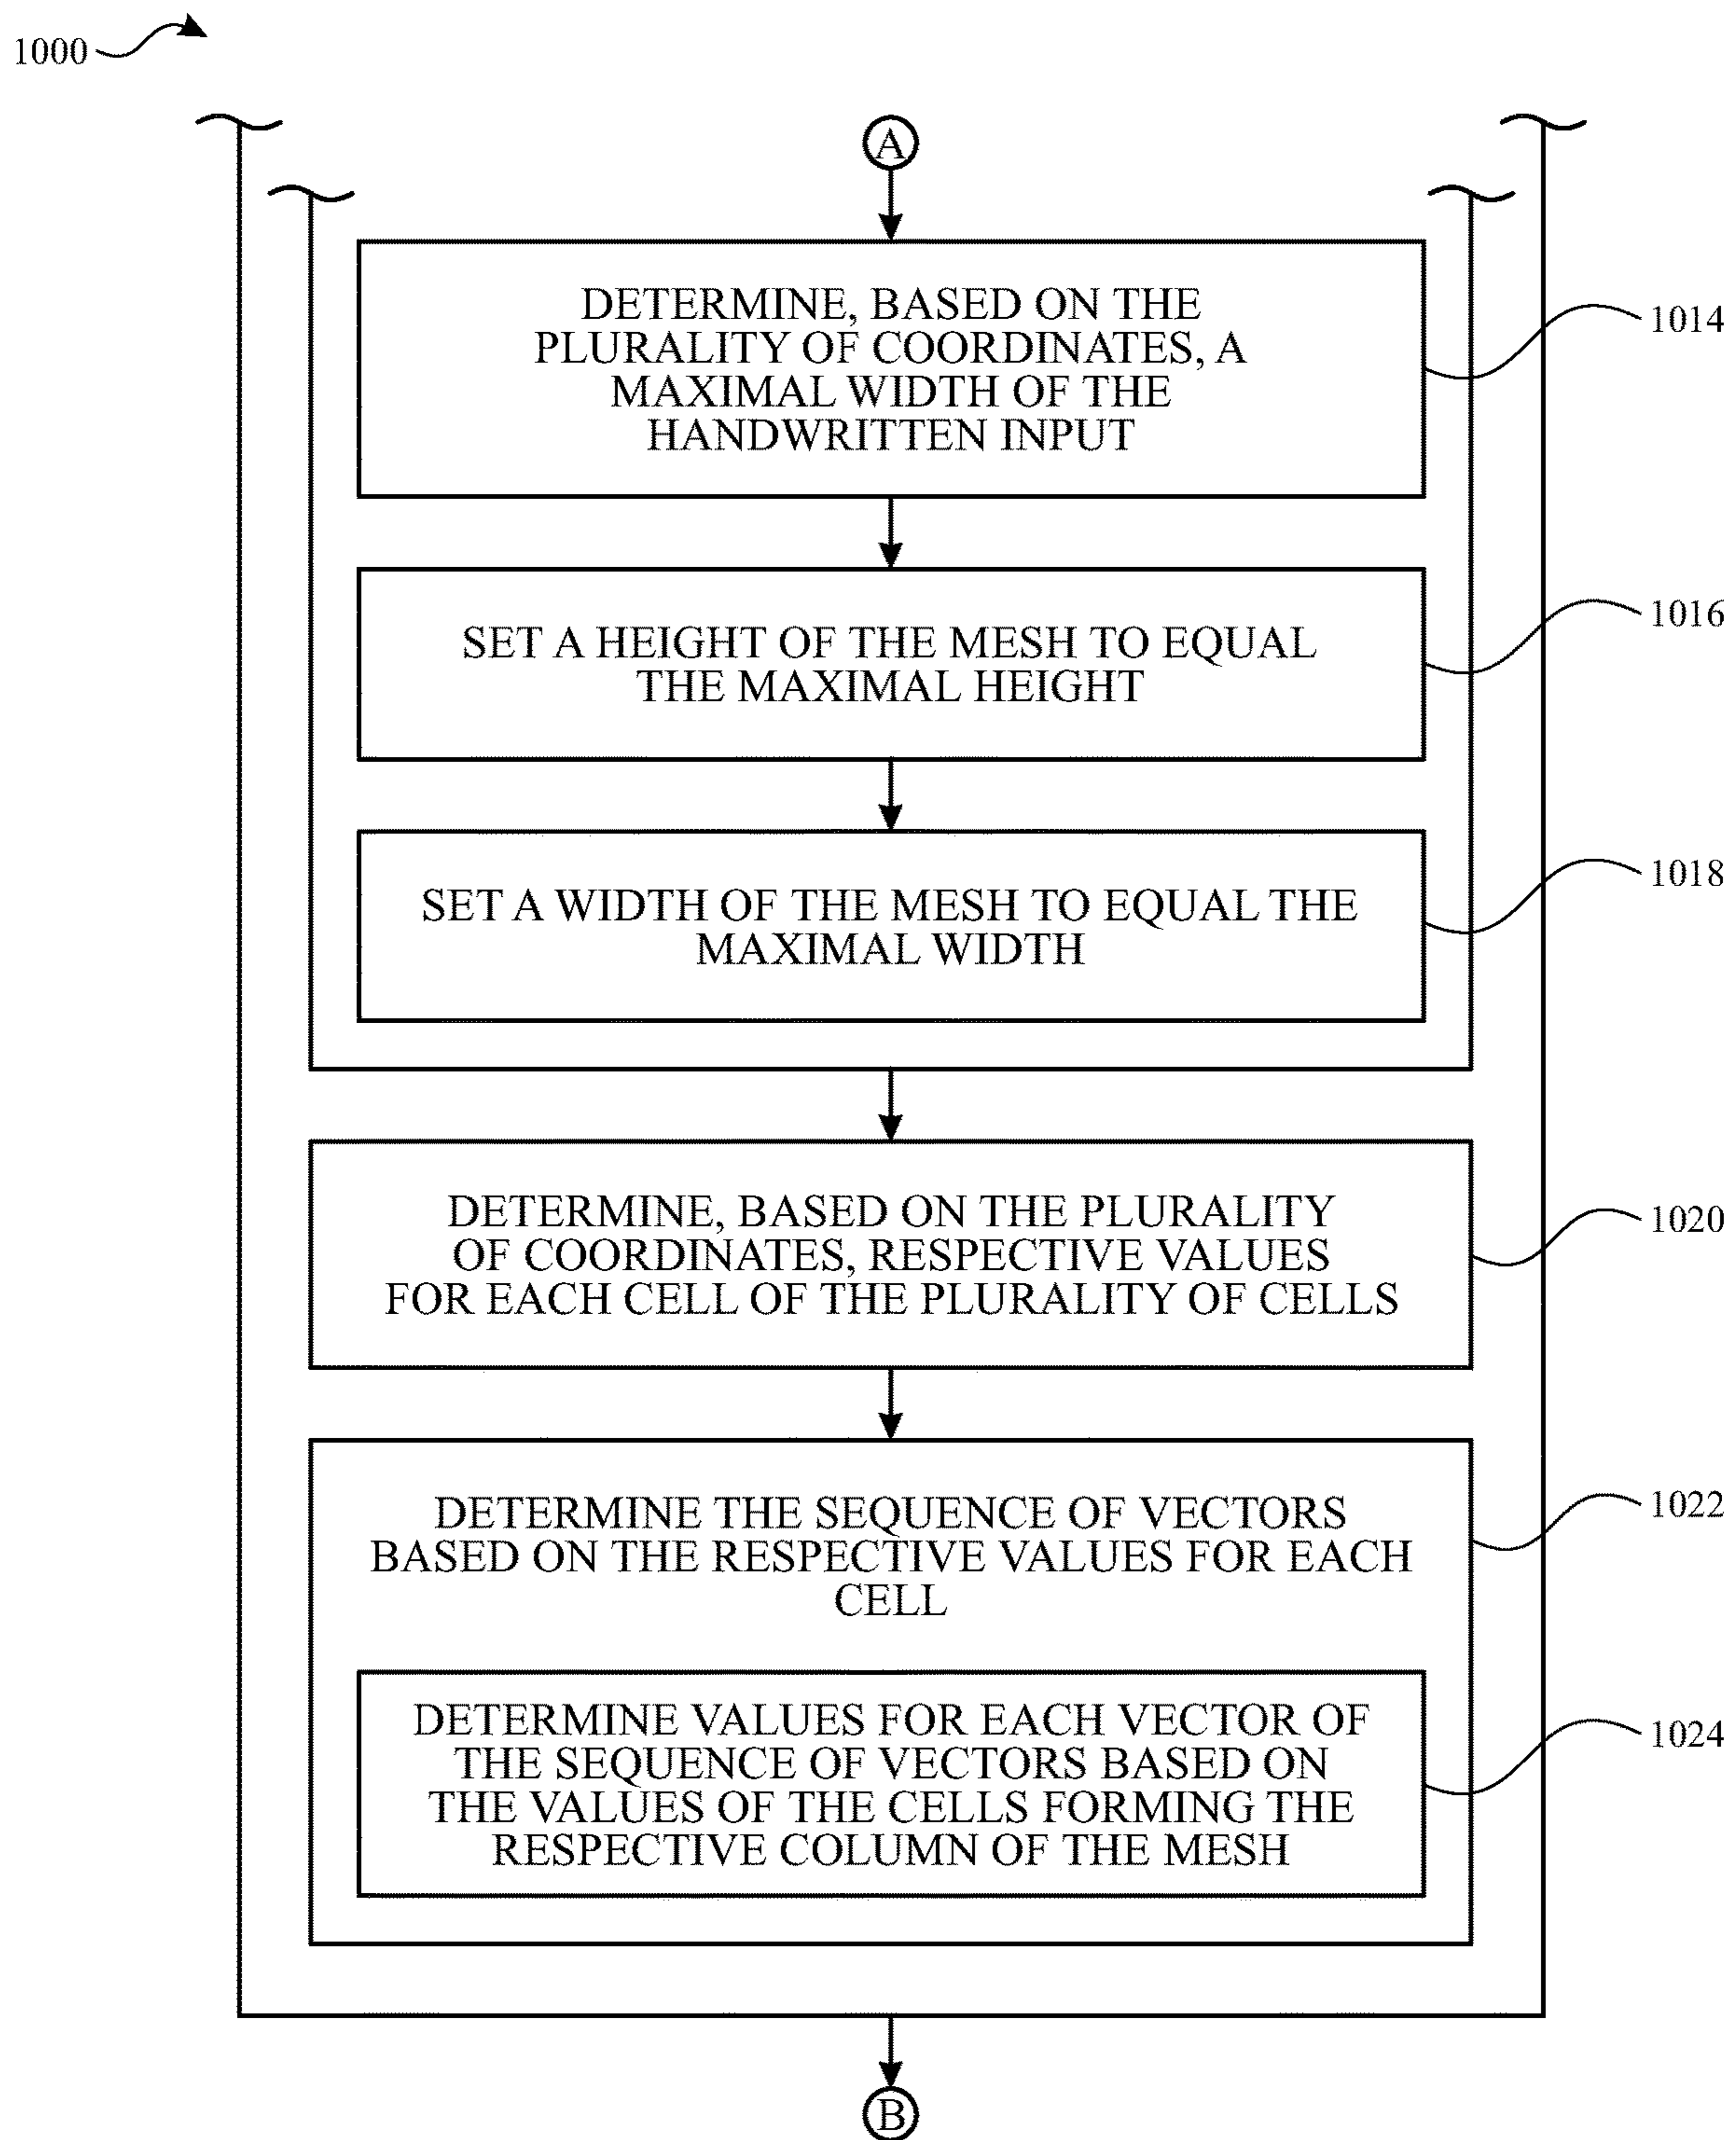 1000
A
DETERMINE, BASED ON THE
PLURALITY OF COORDINATES, A
MAXIMAL WIDTH OF THE
HANDWRITTEN INPUT
1014
SET A HEIGHT OF THE MESH TO EQUAL
THE MAXIMAL HEIGHT
1016
SET A WIDTH OF THE MESH TO EQUAL THE
MAXIMAL WIDTH
1018
DETERMINE, BASED ON THE PLURALITY
OF COORDINATES, RESPECTIVE VALUES
FOR EACH CELL OF THE PLURALITY OF CELLS
1020
DETERMINE THE SEQUENCE OF VECTORS
BASED ON THE RESPECTIVE VALUES FOR EACH
CELL
1022
DETERMINE VALUES FOR EACH VECTOR OF
THE SEQUENCE OF VECTORS BASED ON
THE VALUES OF THE CELLS FORMING THE
RESPECTIVE COLUMN OF THE MESH
1024
B